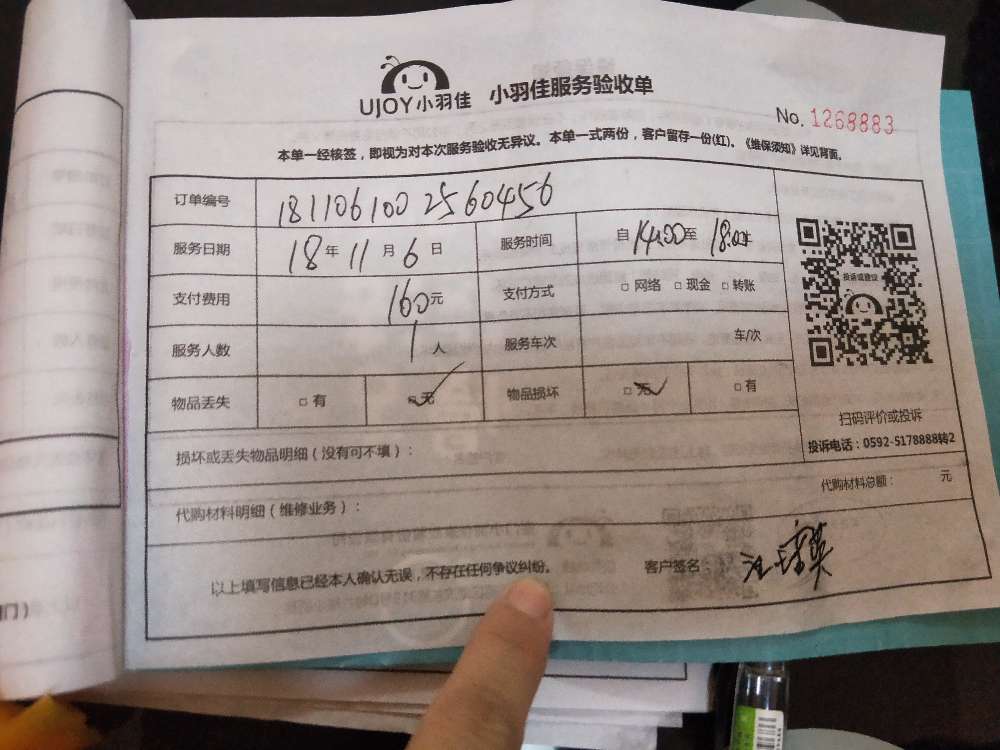 UJOY小羽佳 小羽佳服务验收单
No. 1268883
本单一经核签，即视为对本次服务验收无异议。本单一式两份，客户留存一份(红)。《维保须知》详见背面。
订单编号 181106100 2560456
服务日期 18 年 11 月 6 日 服务时间 自 14:00 至 18:00
支付费用 160 元 支付方式 □ 网络 □ 现金 □ 转账
投诉或建议
服务人数 1 人 服务车次 车/次
物品丢失 □ 有 □ 无 物品损坏 □ 无 □ 有
扫码评价或投诉
投诉电话：0592-5178888转2
损坏或丢失物品明细（没有可不填）：
代购材料明细（维修业务）： 代购材料总额： 元
以上填写信息已经本人确认无误，不存在任何争议纠纷。 客户签名：
门）